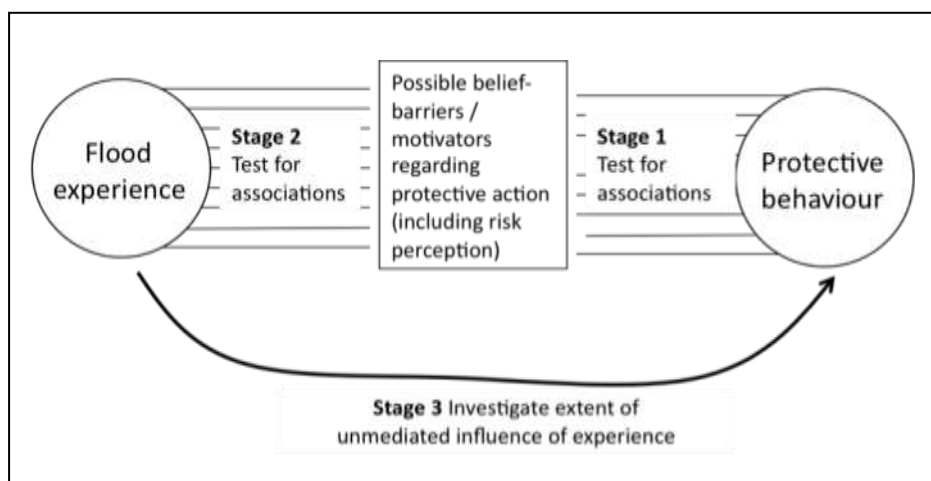 Flood
experience
Stage 2
Test for
associations
Possible belief-
barriers /
motivators
regarding
protective action
(including risk
perception)
Stage 1
Test for
associations
Protective
behaviour
Stage 3 Investigate extent of
unmediated influence of experience